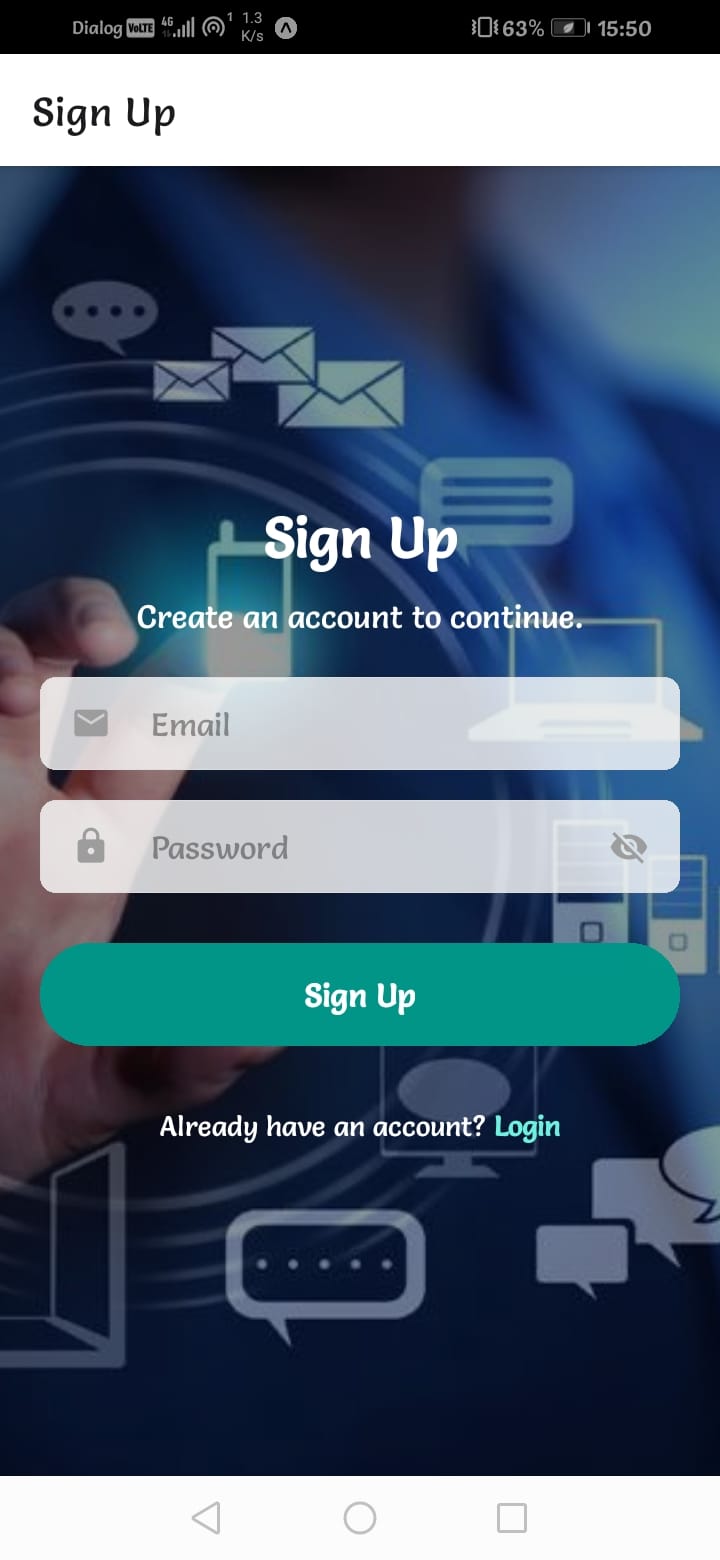 Dialog VoLTE 4G 1 1.3 K/s 63% 15:50
Sign Up
Sign Up
Create an account to continue.
Email
Password
Sign Up
Already have an account? Login